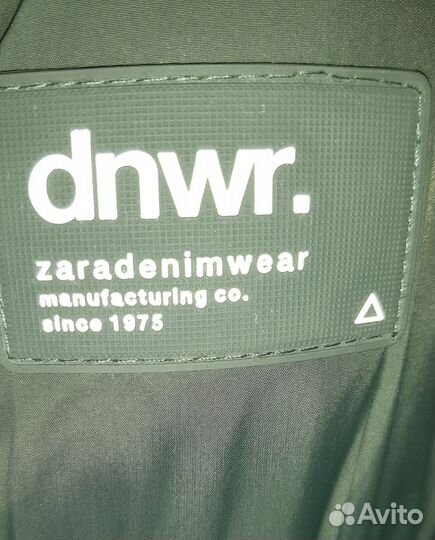 dnwr.
zaradenimwear
manufacturing co.
since 1975
Avito